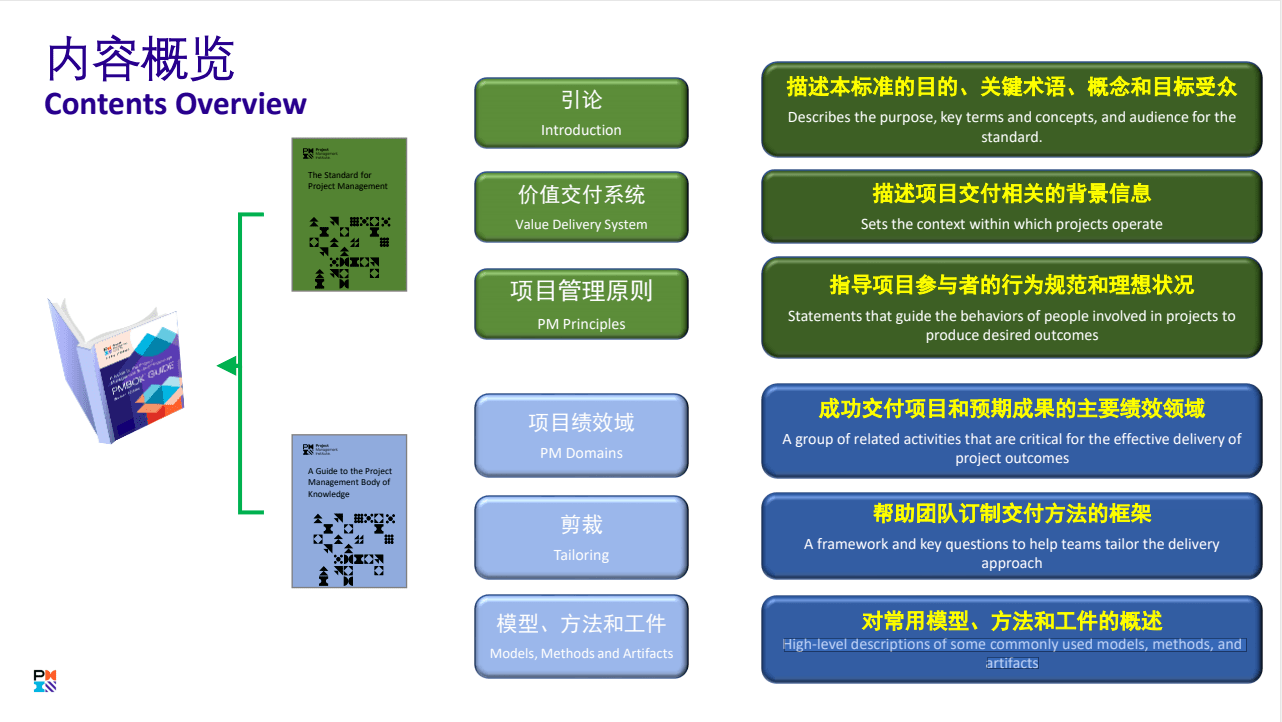 内容概览
Contents Overview
Project
Management
Institute
The Standard for
Project Management
PMBOK GUIDE
Project
Management
Institute
A Guide to the Project
Management Body of
Knowledge
引论
Introduction
描述本标准的目的、关键术语、概念和目标受众
Describes the purpose, key terms and concepts, and audience for the
standard.
价值交付系统
Value Delivery System
描述项目交付相关的背景信息
Sets the context within which projects operate
项目管理原则
PM Principles
指导项目参与者的行为规范和理想状况
Statements that guide the behaviors of people involved in projects to
produce desired outcomes
项目绩效域
PM Domains
成功交付项目和预期成果的主要绩效领域
A group of related activities that are critical for the effective delivery of
project outcomes
剪裁
Tailoring
帮助团队订制交付方法的框架
A framework and key questions to help teams tailor the delivery
approach
模型、方法和工件
Models, Methods and Artifacts
对常用模型、方法和工件的概述
High-level descriptions of some commonly used models, methods, and
artifacts